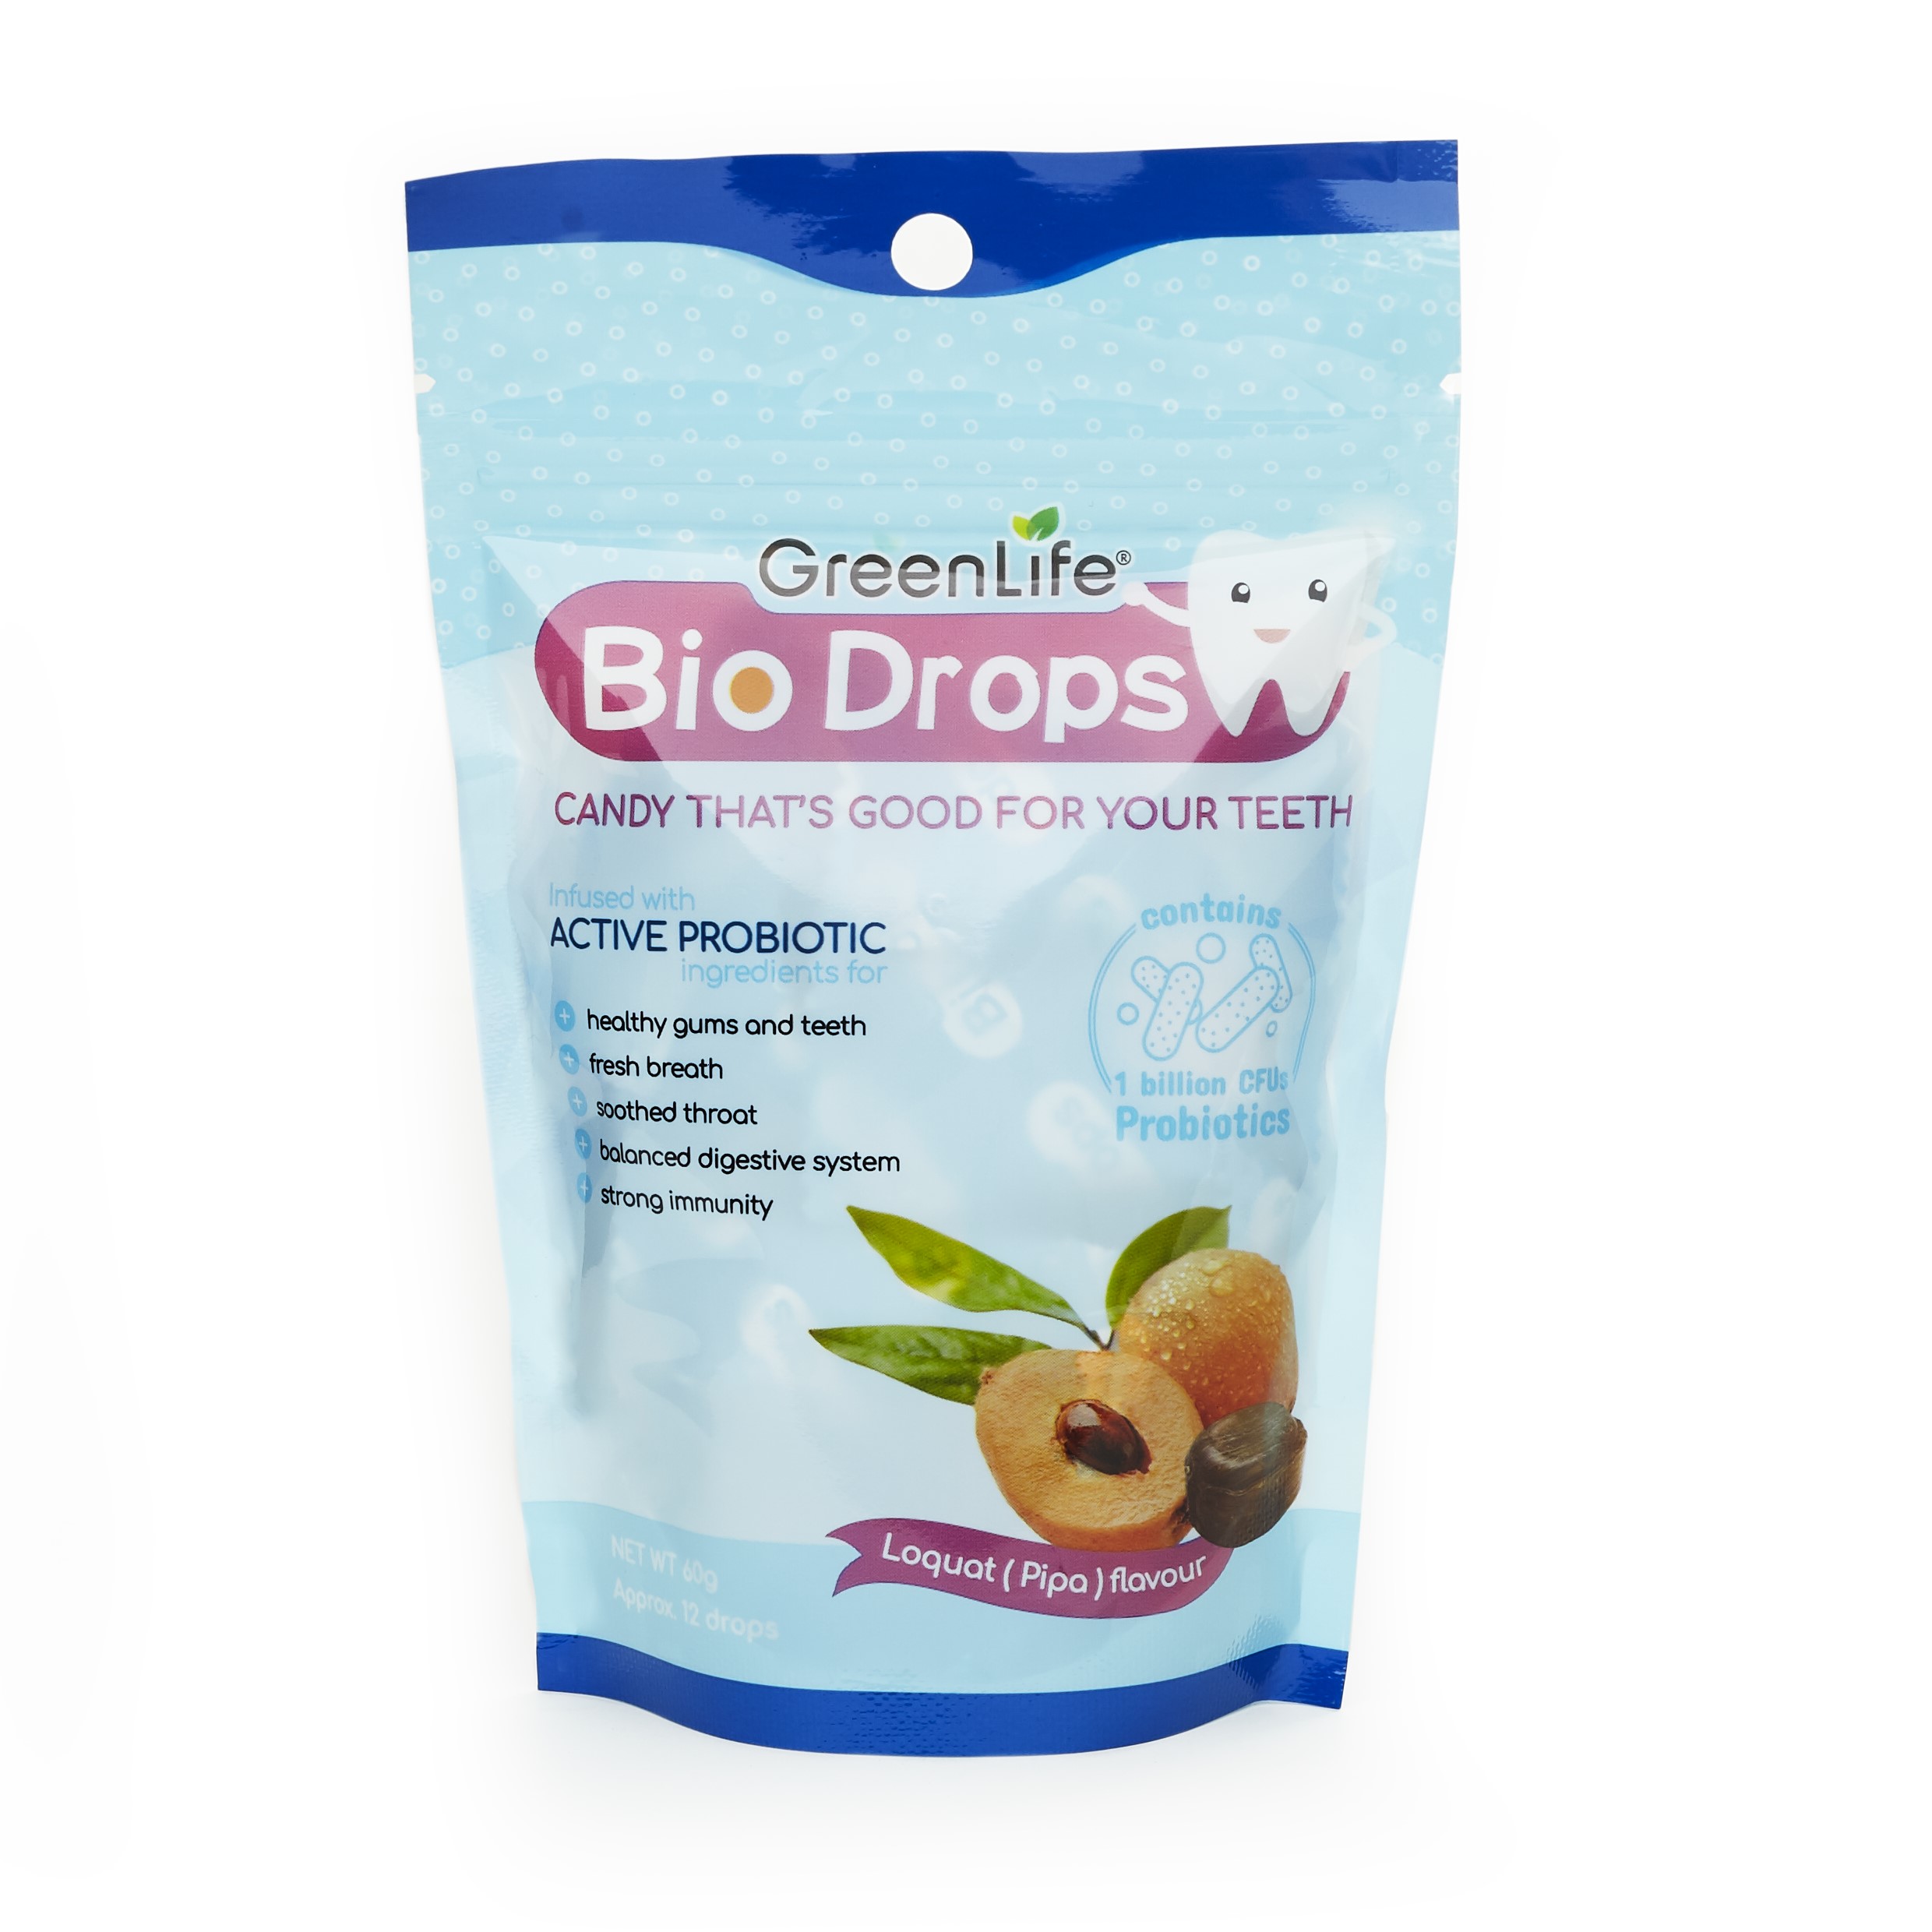 GreenLife®
Bio Drops
CANDY THAT'S GOOD FOR YOUR TEETH
Infused with
ACTIVE PROBIOTIC
ingredients for
+ healthy gums and teeth
+ fresh breath
+ soothed throat
+ balanced digestive system
+ strong immunity
contains
1 billion CFUs
Probiotics
Loquat ( Pipa ) flavour
NET WT 60g
Approx. 12 drops